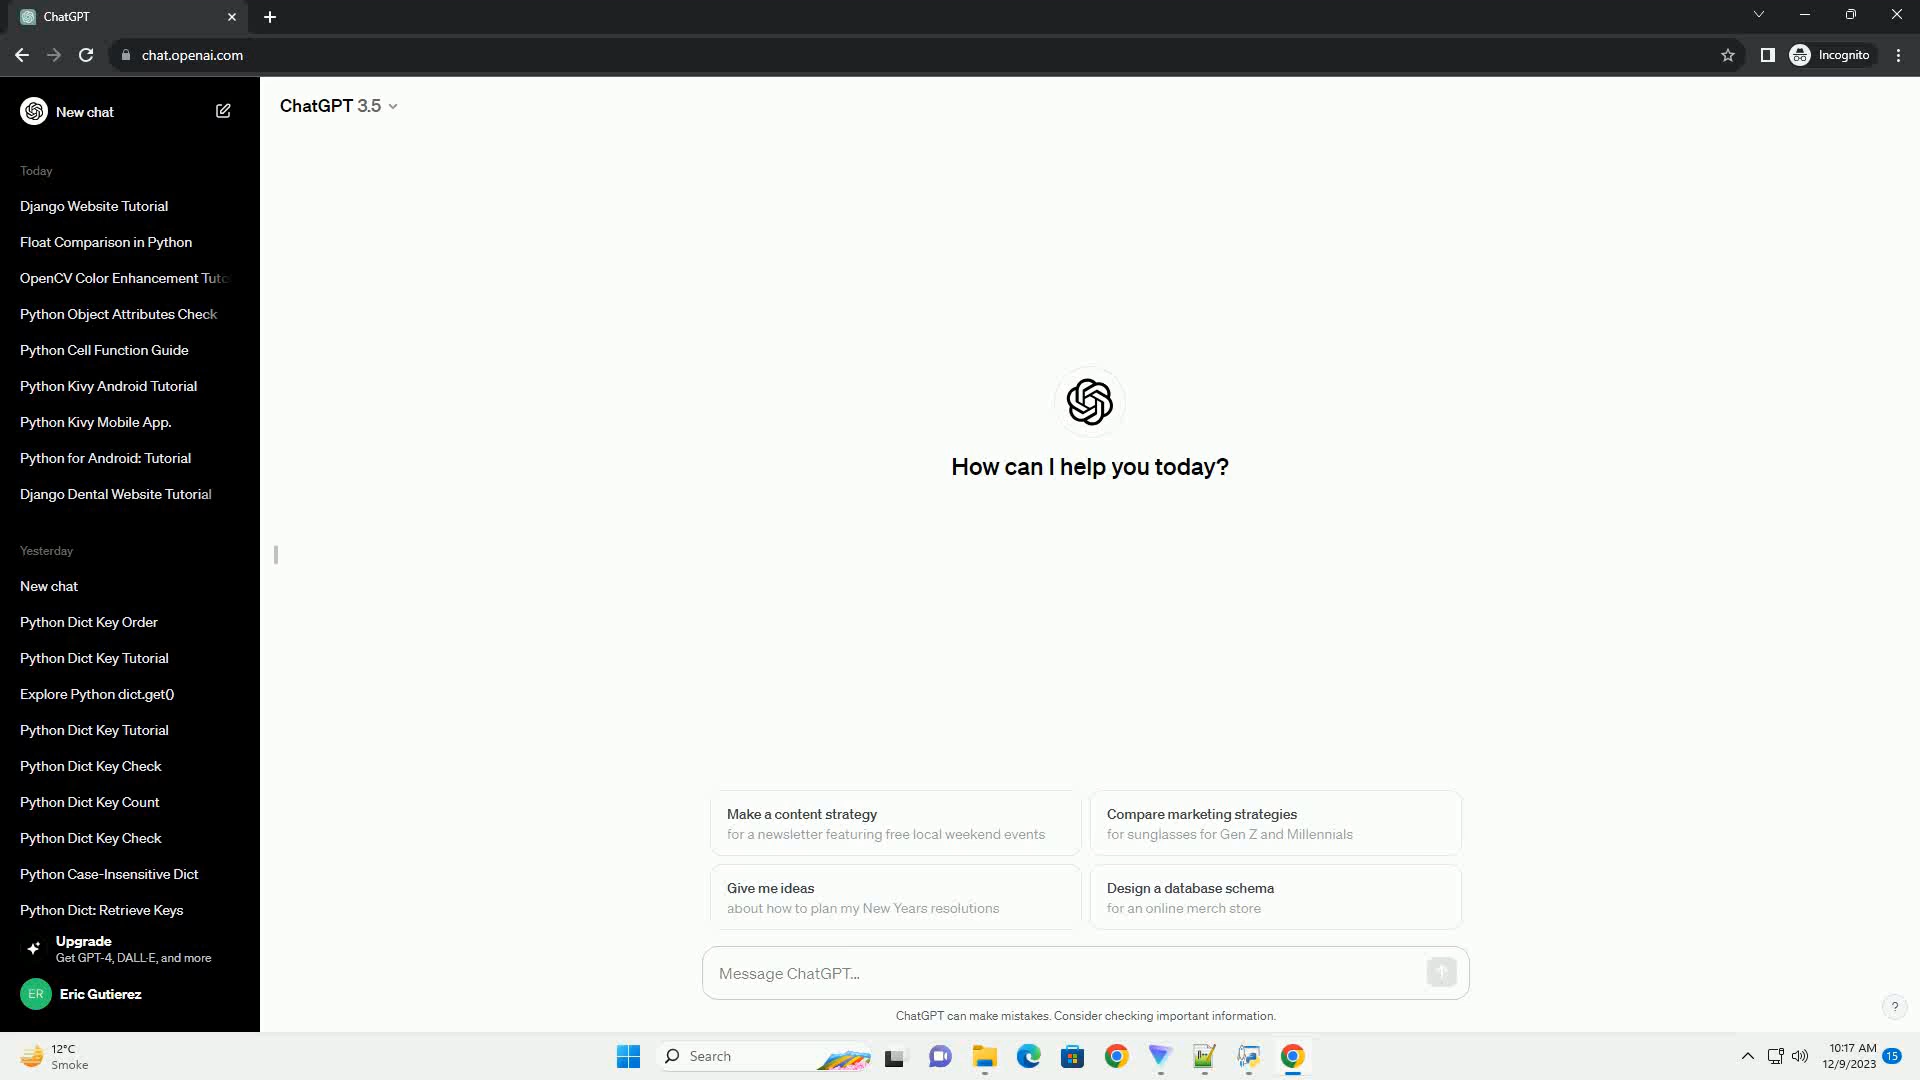 ChatGPT
chat.openai.com
Incognito
New chat
ChatGPT 3.5
Today
Django Website Tutorial
Float Comparison in Python
OpenCV Color Enhancement Tuto
Python Object Attributes Check
Python Cell Function Guide
Python Kivy Android Tutorial
Python Kivy Mobile App.
Python for Android: Tutorial
Django Dental Website Tutorial
Yesterday
New chat
Python Dict Key Order
Python Dict Key Tutorial
Explore Python dict.get()
Python Dict Key Tutorial
Python Dict Key Check
Python Dict Key Count
Python Dict Key Check
Python Case-Insensitive Dict
Python Dict: Retrieve Keys
Upgrade
Get GPT-4, DALL·E, and more
ER
Eric Gutierez
How can I help you today?
Make a content strategy
for a newsletter featuring free local weekend events
Compare marketing strategies
for sunglasses for Gen Z and Millennials
Give me ideas
about how to plan my New Years resolutions
Design a database schema
for an online merch store
Message ChatGPT...
ChatGPT can make mistakes. Consider checking important information.
?
12°C
Smoke
Search
10:17 AM
12/9/2023
15